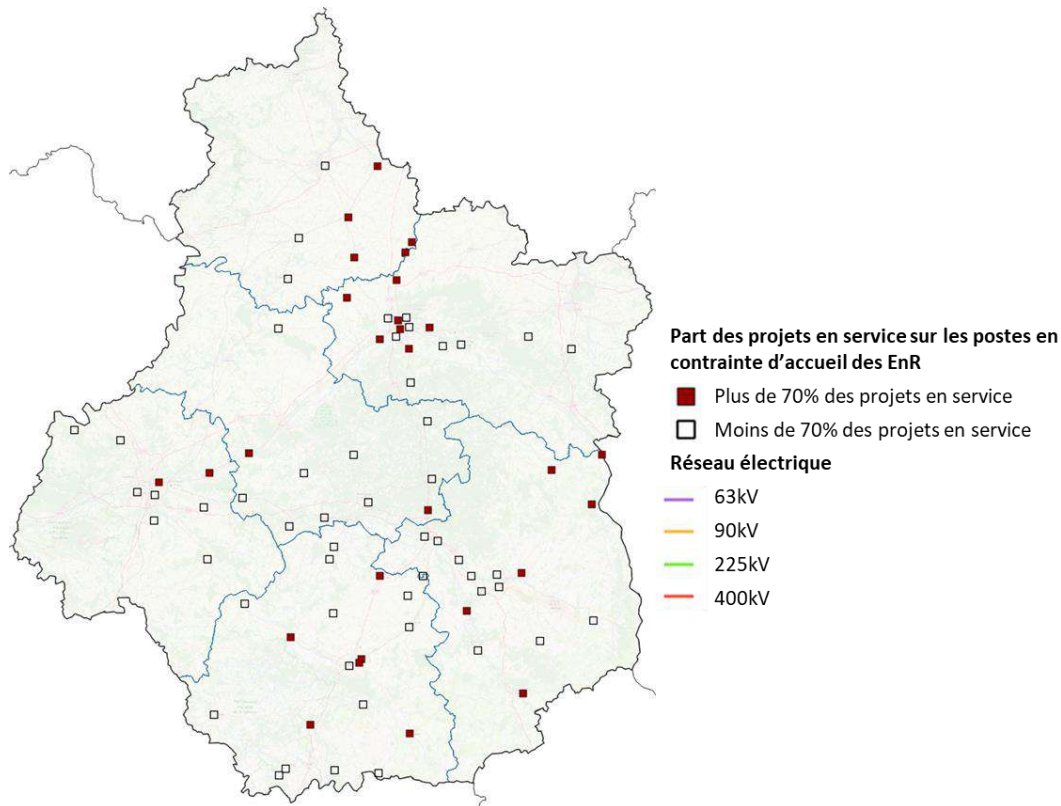 Part des projets en service sur les postes en
contrainte d'accueil des EnR
Plus de 70% des projets en service
Moins de 70% des projets en service
Réseau électrique
63kV
90kV
225kV
400kV